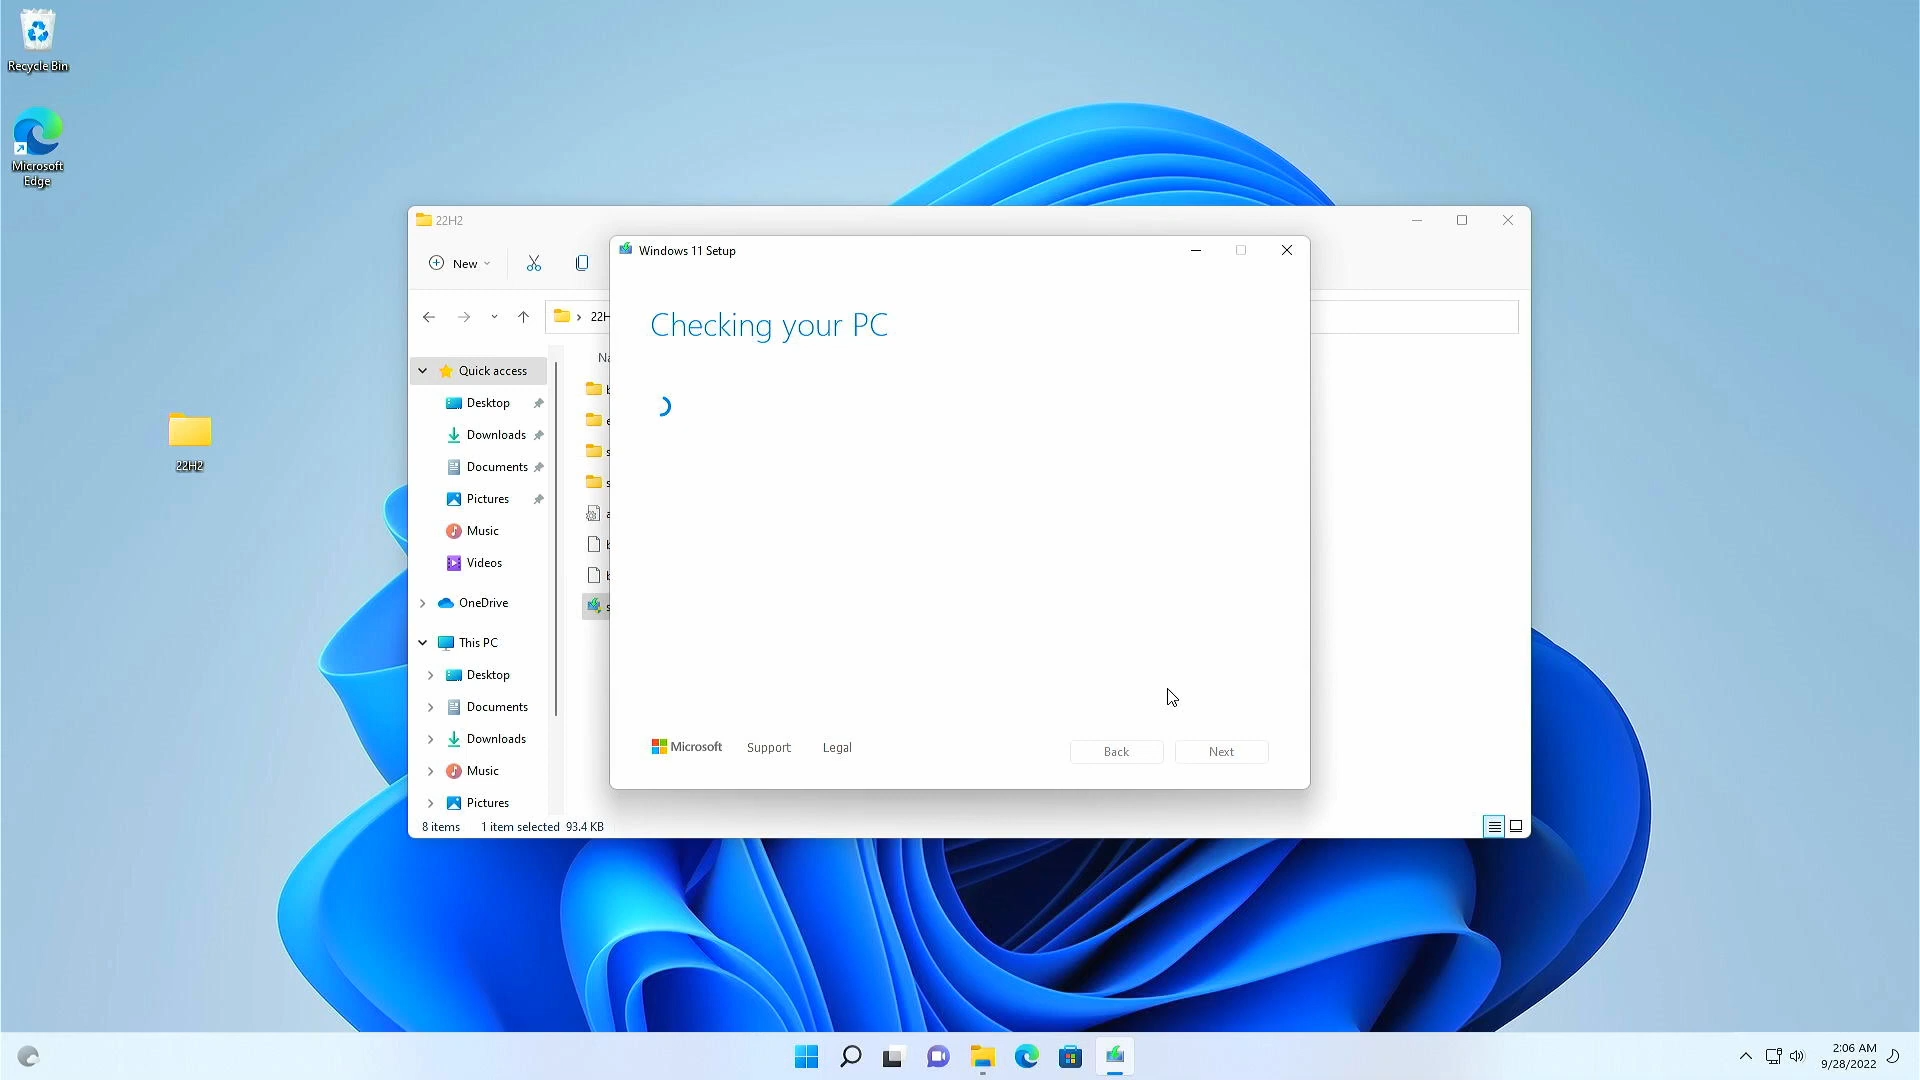 Recycle Bin
Microsoft
Edge
22H2
22H2
New
22H
Quick access
Desktop
Downloads
Documents
Pictures
Music
Videos
OneDrive
This PC
Desktop
Documents
Downloads
Music
Pictures
8 items 1 item selected 93.4 KB
Windows 11 Setup
Checking your PC
Microsoft Support Legal
Back Next
2:06 AM
9/28/2022